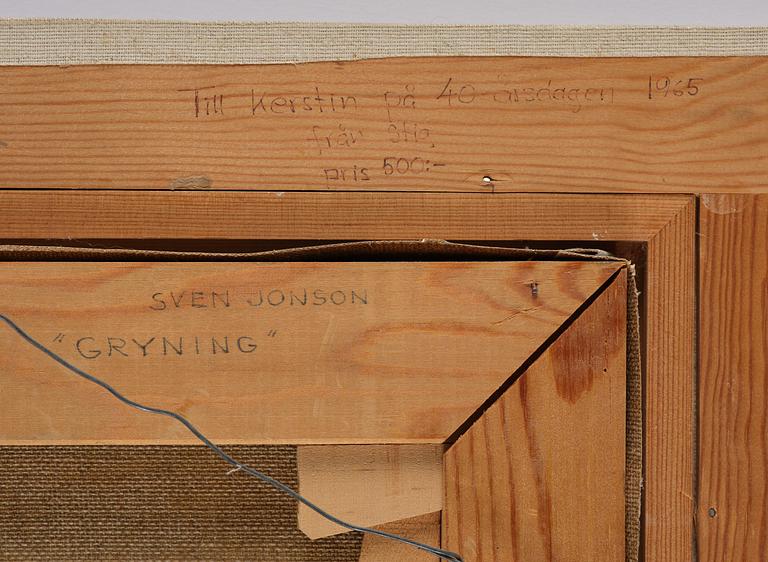 Till Kerstin på 40-årsdagen 1965
från Stig
pris 500:-
SVEN JONSON
"GRYNING"